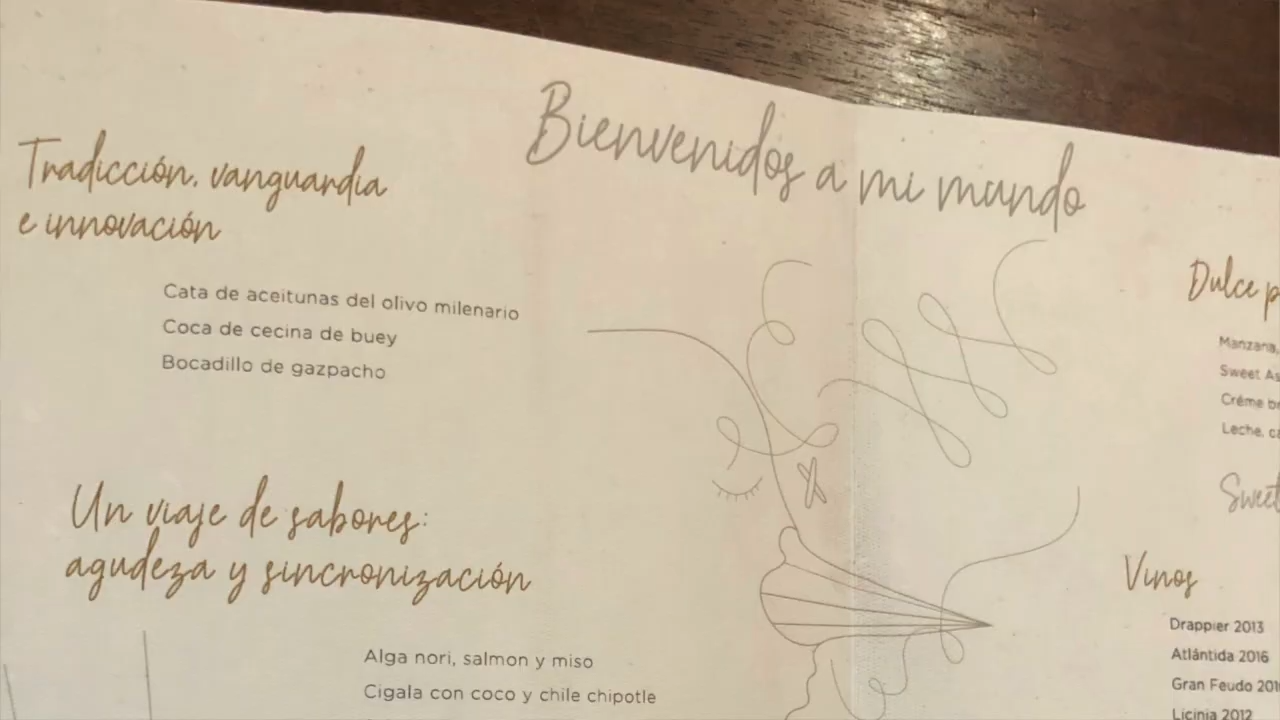 Bienvenidos a mi mundo
Tradicción, vanguardia
e innovación
Cata de aceitunas del olivo milenario
Coca de cecina de buey
Bocadillo de gazpacho
Un viaje de sabores:
agudeza y sincronización
Alga nori, salmon y miso
Cigala con coco y chile chipotle
Dulce
Manzana,
Sweet
Créme
Leche,
Sweet
Vinos
Drappier 2013
Atlántida 2016
Gran Feudo
Licinia 2012